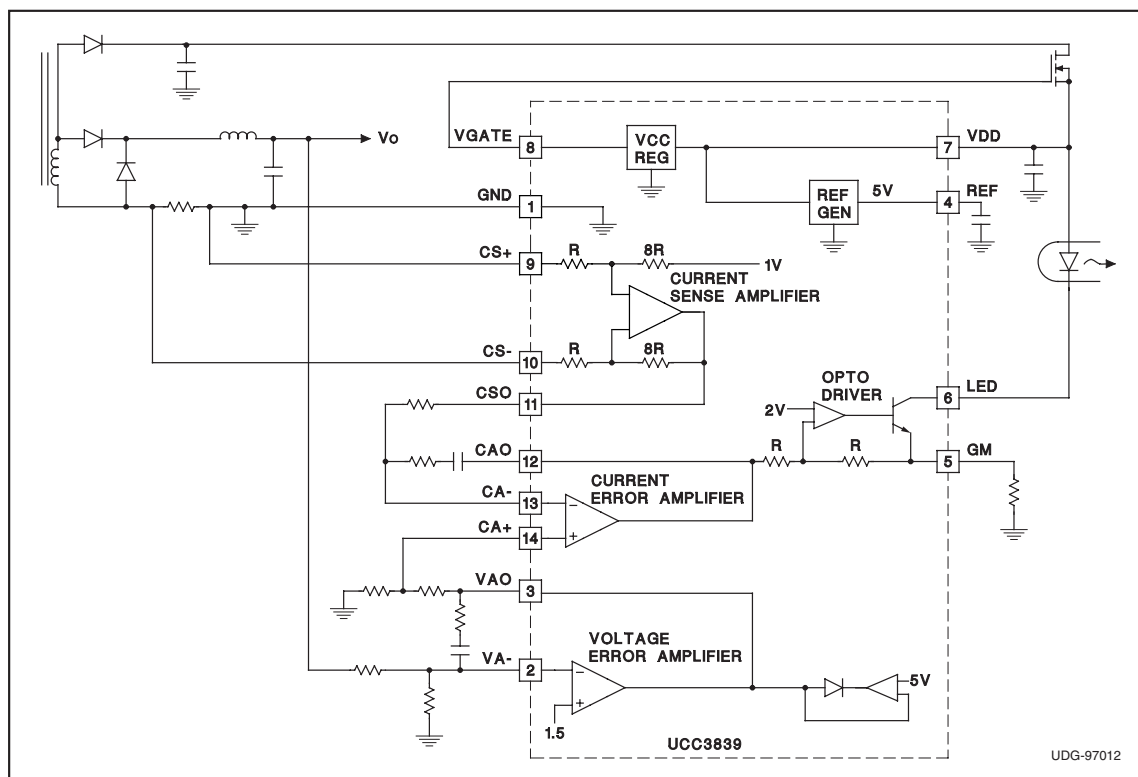 Vo
VGATE
8
VCC
REG
7
VDD
GND
1
REF
GEN
5V
4
REF
CS+
9
R
8R
1V
CURRENT
SENSE AMPLIFIER
CS-
10
R
8R
CSO
11
OPTO
DRIVER
2V
6
LED
CAO
12
R
R
5
GM
CURRENT
ERROR AMPLIFIER
CA-
13
-
CA+
14
+
VAO
3
VOLTAGE
ERROR AMPLIFIER
VA-
2
-
5V
+
1.5
UCC3839
UDG-97012